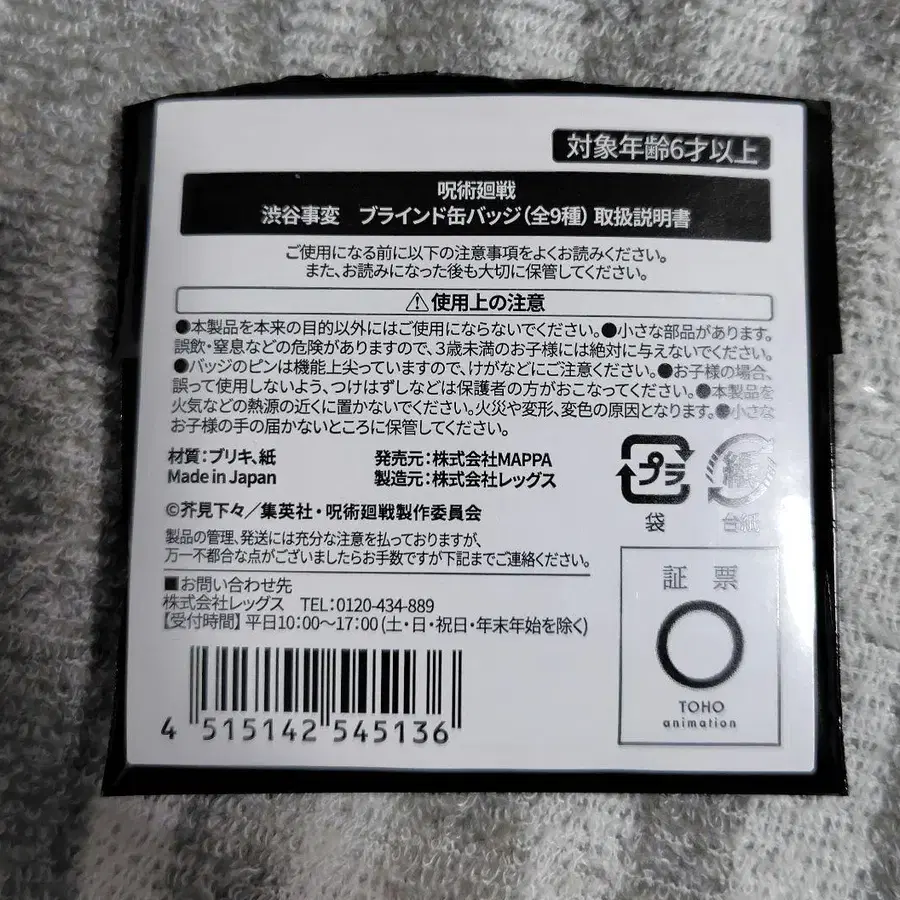 対象年齢6才以上
呪術廻戦
渋谷事変 ブラインド缶バッジ(全9種) 取扱説明書
ご使用になる前に以下の注意事項をよくお読みください。
また、お読みになった後も大切に保管してください。
⚠使用上の注意
●本製品を本来の目的以外にはご使用にならないでください。●小さな部品があります。
誤飲・窒息などの危険がありますので、3歳未満のお子様には絶対に与えないでください。
●バッジのピンは機能上尖っていますので、けがなどにご注意ください。●お子様の場合、
誤って使用しないよう、つけはずしなどは保護者の方がおこなってください。●本製品を
火気などの熱源の近くに置かないでください。火災や変形、変色の原因となります。●小さな
お子様の手の届かないところに保管してください。
材質:ブリキ、紙
発売元:株式会社MAPPA
Made in Japan
製造元:株式会社レッグス
プラ
紙
袋
台紙
©芥見下々/集英社・呪術廻戦製作委員会
製品の管理、発送には充分な注意を払っておりますが、
万一不都合な点がございましたらお手数ですが下記までご連絡ください。
■お問い合わせ先
株式会社レッグス TEL:0120-434-889
【受付時間】平日10:00〜17:00(土・日・祝日・年末年始を除く)
証 票
TOHO
animation
4 515142 545136